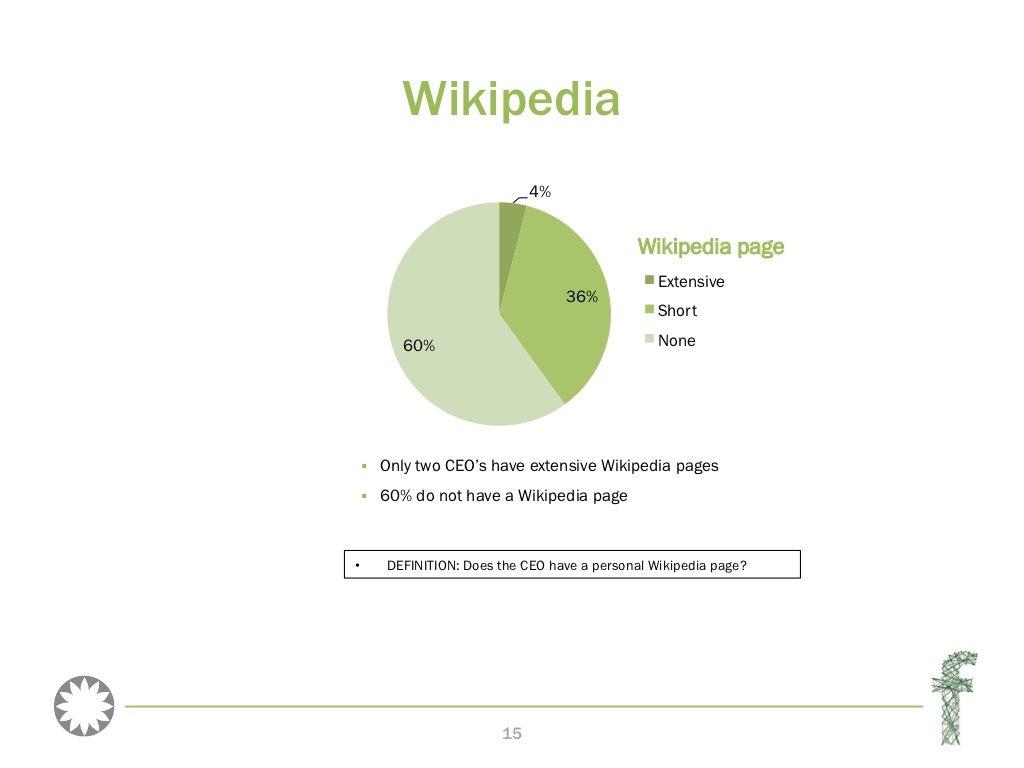 Wikipedia
4%
36%
60%
Wikipedia page
Extensive
Short
None
▪ Only two CEO’s have extensive Wikipedia pages
▪ 60% do not have a Wikipedia page
• DEFINITION: Does the CEO have a personal Wikipedia page?
f
15